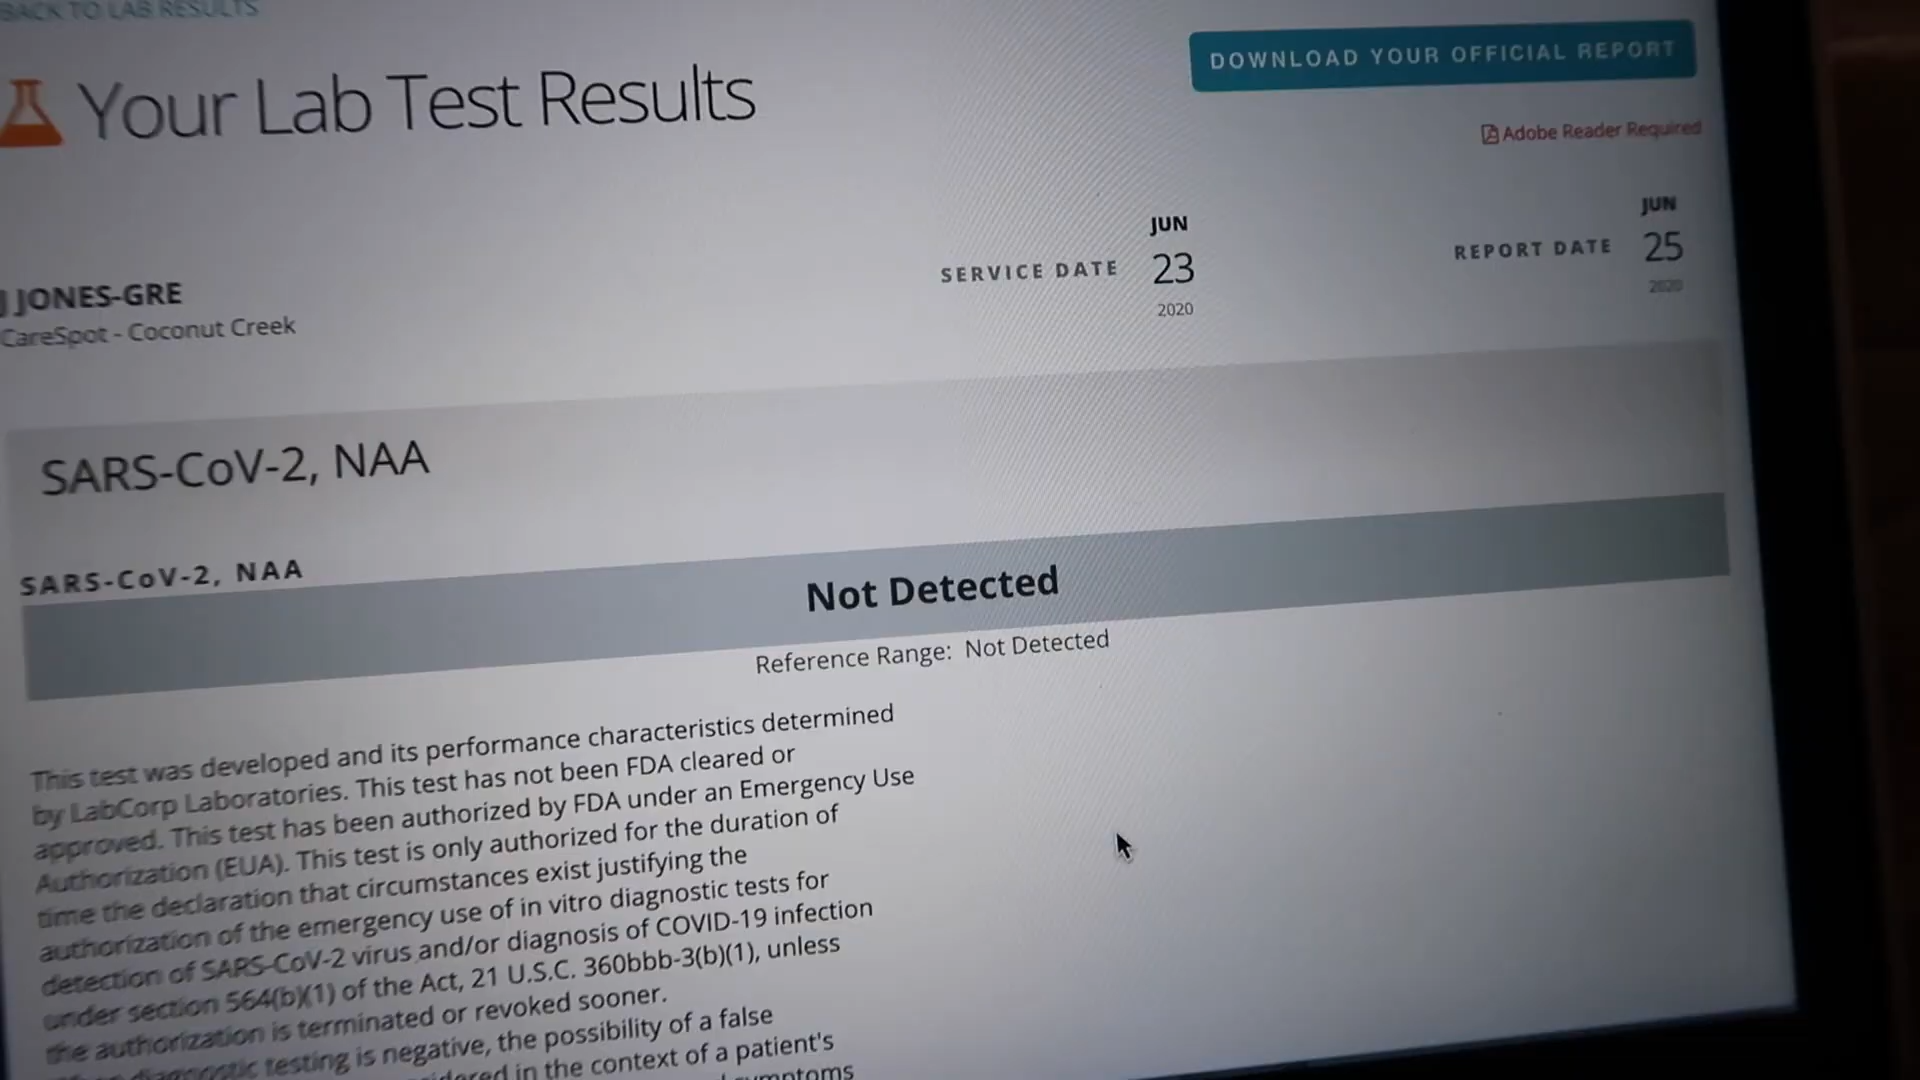 BACK TO LAB RESULTS
Your Lab Test Results
DOWNLOAD YOUR OFFICIAL REPORT
Adobe Reader Required
J JONES-GRE
CareSpot - Coconut Creek
SERVICE DATE
JUN
23
2020
REPORT DATE
JUN
25
2020
SARS-CoV-2, NAA
SARS-CoV-2, NAA
Not Detected
Reference Range: Not Detected
This test was developed and its performance characteristics determined
by LabCorp Laboratories. This test has not been FDA cleared or
approved. This test has been authorized by FDA under an Emergency Use
Authorization (EUA). This test is only authorized for the duration of
time the declaration that circumstances exist justifying the
authorization of the emergency use of in vitro diagnostic tests for
detection of SARS-CoV-2 virus and/or diagnosis of COVID-19 infection
under section 564(b)(1) of the Act, 21 U.S.C. 360bbb-3(b)(1), unless
the authorization is terminated or revoked sooner.
diagnostic testing is negative, the possibility of a false
in the context of a patient's